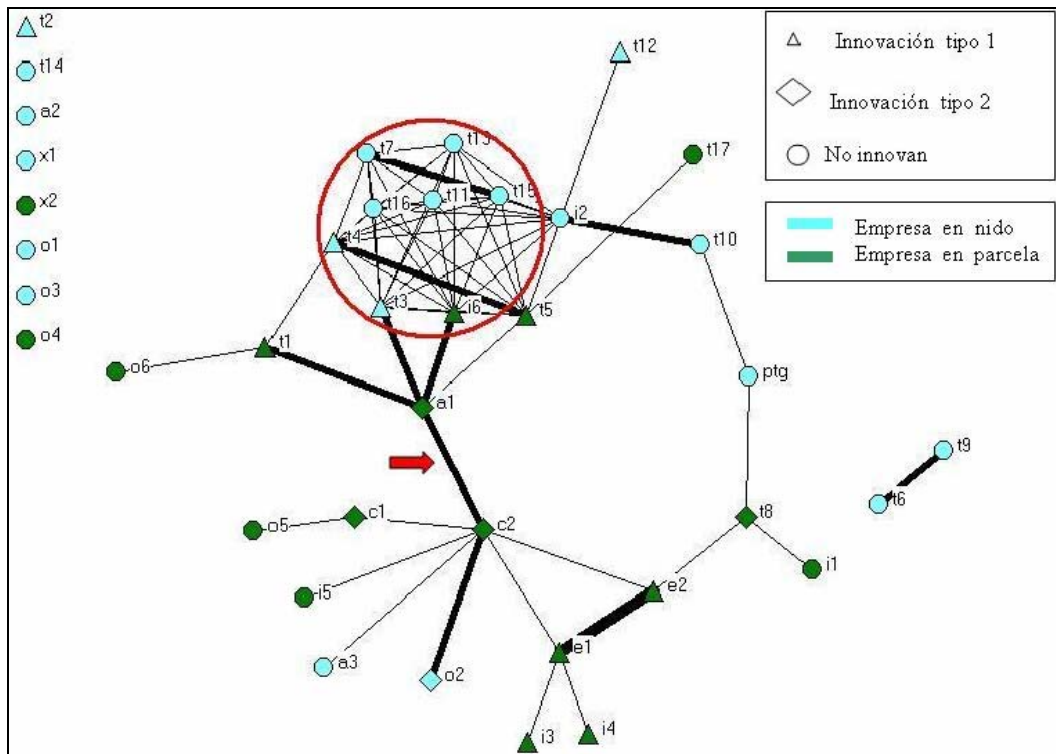 t2
t14
a2
x1
x2
o1
o3
o4
t12
t17
t7
t13
t16
t11
t15
i2
t4
t10
t3
i6
t5
t1
o6
a1
ptg
t9
t6
c1
o5
c2
t8
i1
i5
e2
a3
o2
e1
i3
i4
Innovación tipo 1
Innovación tipo 2
No innovan
Empresa en nido
Empresa en parcela